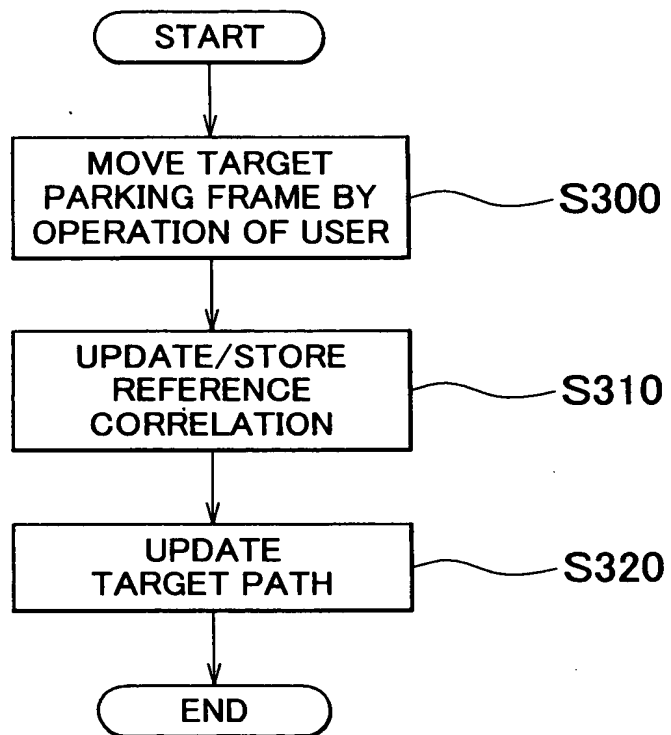 START
MOVE TARGET
PARKING FRAME BY
OPERATION OF USER
S300
UPDATE/STORE
REFERENCE
CORRELATION
S310
UPDATE
TARGET PATH
S320
END